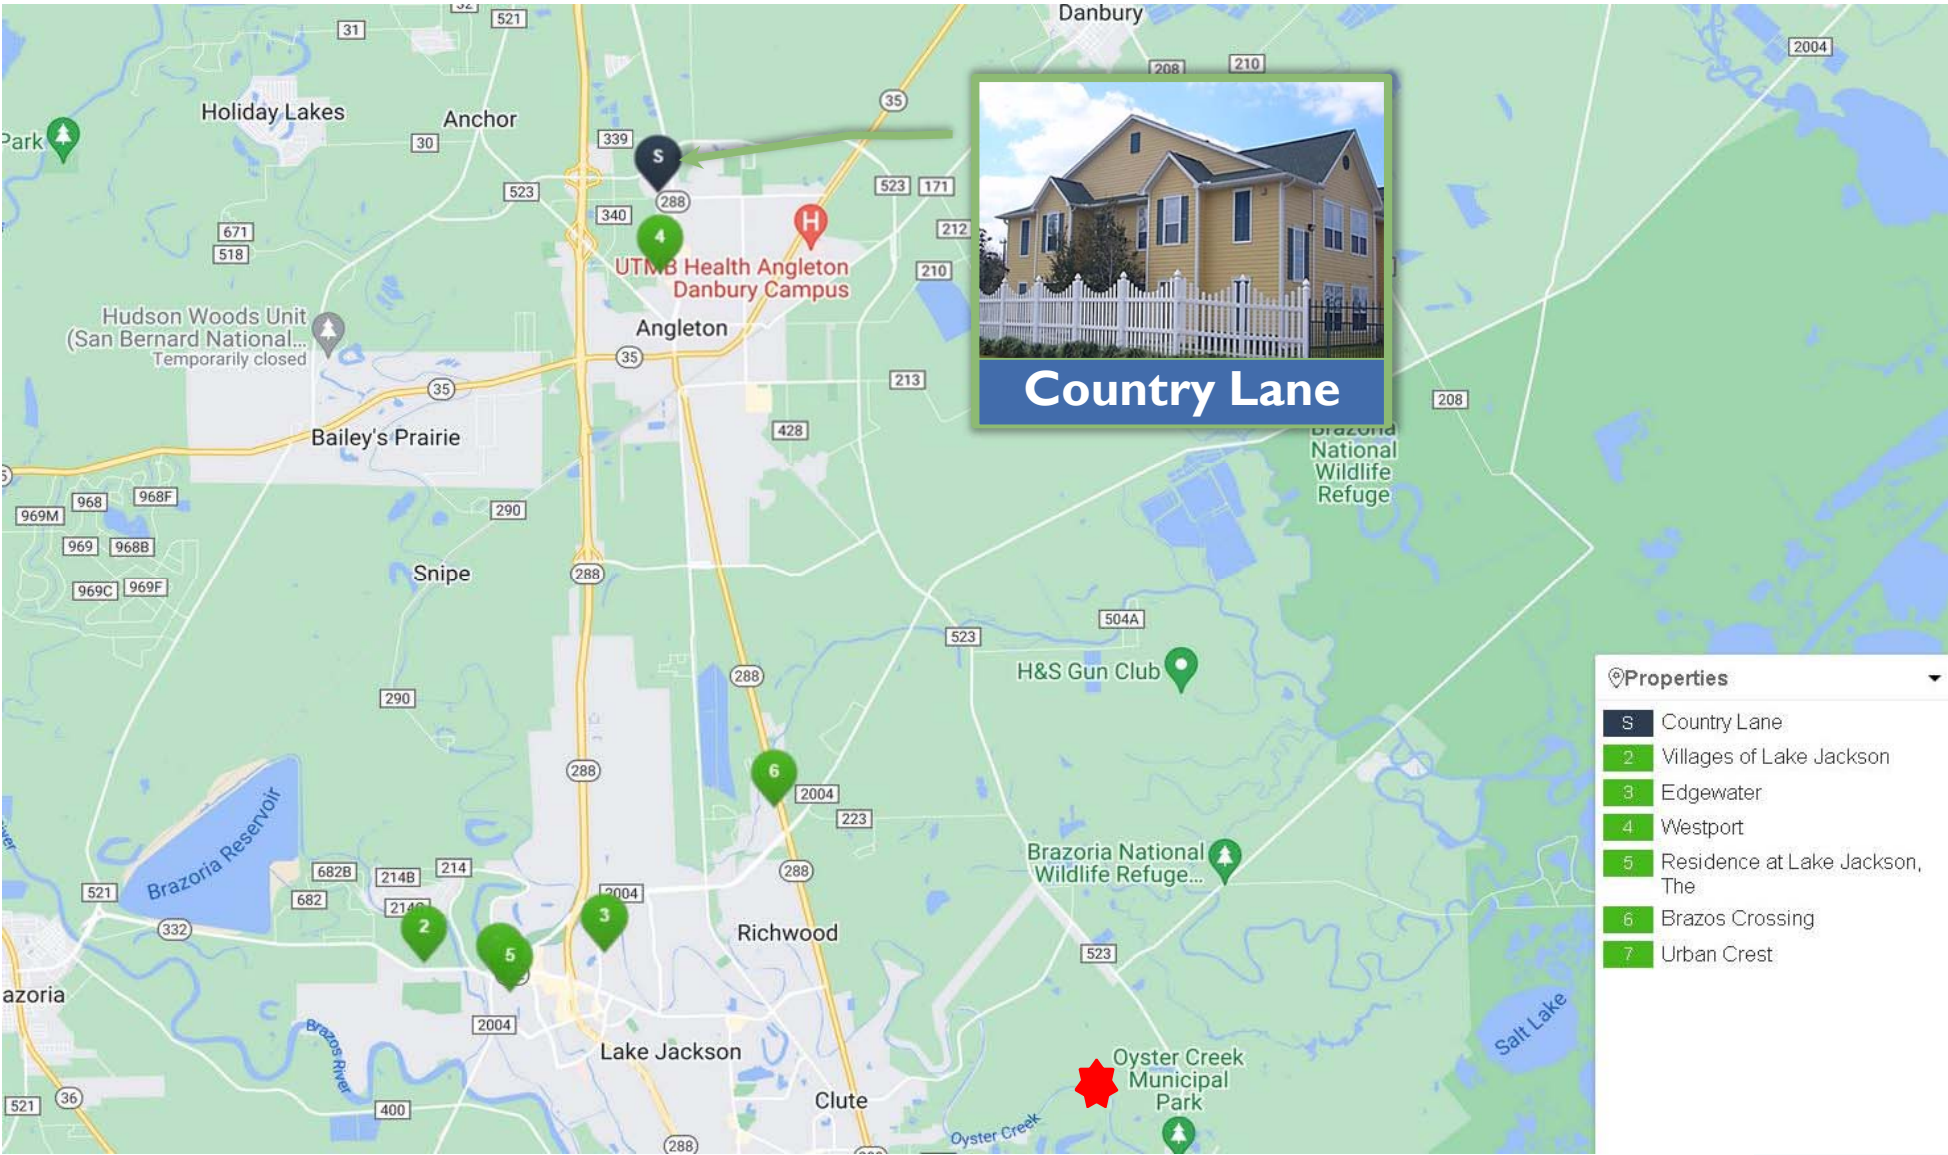 521
31
Danbury
2004
208
210
35
Holiday Lakes
Anchor
Park
30
339
S
523
288
523
171
340
671
518
4
H
212
UTMB Health Angleton
Danbury Campus
210
Hudson Woods Unit
(San Bernard National...
Temporarily closed
Angleton
35
35
213
Country Lane
208
Bailey's Prairie
428
Brazoria
National
Wildlife
Refuge
968
968F
969M
290
969
968B
Snipe
288
969C
969F
504A
523
H&S Gun Club
288
290
Properties
S Country Lane
2 Villages of Lake Jackson
3 Edgewater
4 Westport
5 Residence at Lake Jackson,
The
6 Brazos Crossing
7 Urban Crest
288
6
2004
223
Brazoria Reservoir
Brazoria National
Wildlife Refuge...
682B
214B
214
288
521
682
2004
332
2
3
5
Richwood
523
azoria
2004
Brazos River
Lake Jackson
Salt Lake
Oyster Creek
Municipal
Park
521
36
400
Clute
Oyster Creek
288